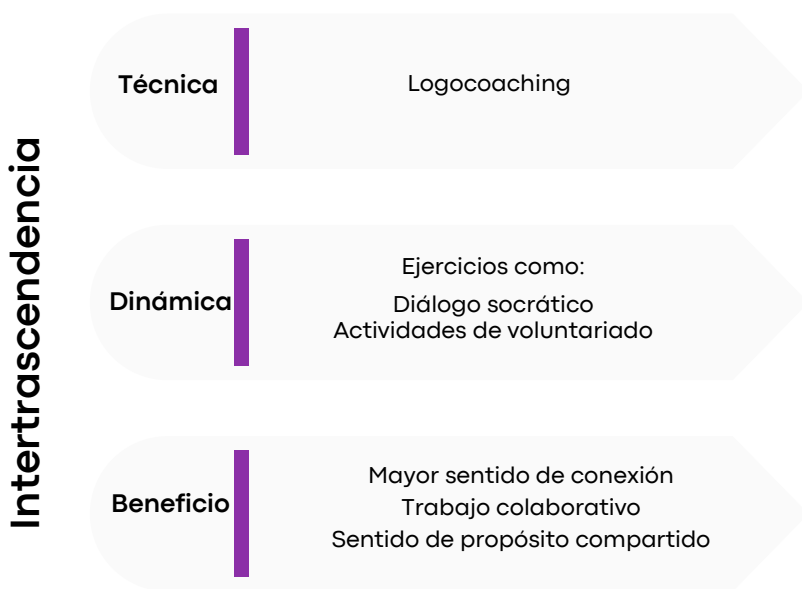 Intertrascendencia
Técnica
Logocoaching
Dinámica
Ejercicios como:
Diálogo socrático
Actividades de voluntariado
Beneficio
Mayor sentido de conexión
Trabajo colaborativo
Sentido de propósito compartido